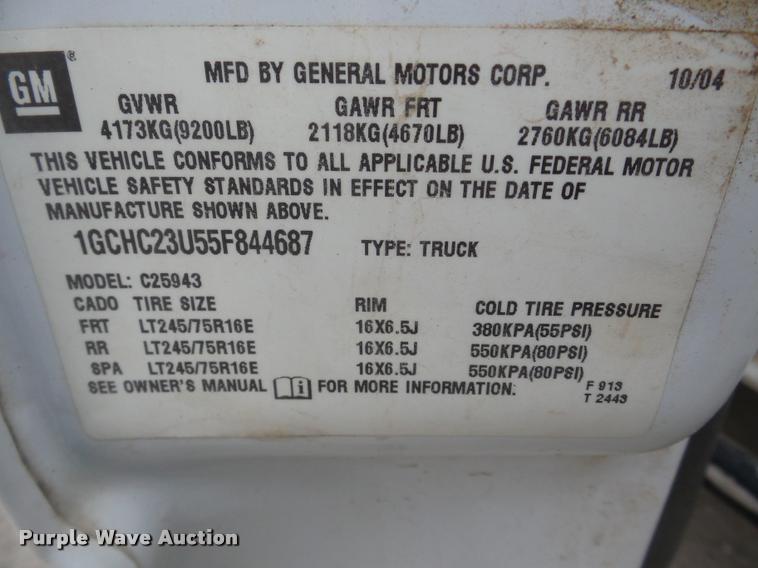 GM ®
MFD BY GENERAL MOTORS CORP. 10/04
GVWR GAWR FRT GAWR RR
4173KG(9200LB) 2118KG(4670LB) 2760KG(6084LB)
THIS VEHICLE CONFORMS TO ALL APPLICABLE U.S. FEDERAL MOTOR
VEHICLE SAFETY STANDARDS IN EFFECT ON THE DATE OF
MANUFACTURE SHOWN ABOVE.
1GCHC23U55F844687 TYPE: TRUCK
MODEL: C25943
CADO TIRE SIZE RIM COLD TIRE PRESSURE
FRT LT245/75R16E 16X6.5J 380KPA(55PSI)
RR LT245/75R16E 16X6.5J 550KPA(80PSI)
SPA LT245/75R16E 16X6.5J 550KPA(80PSI)
SEE OWNER'S MANUAL i FOR MORE INFORMATION. F 913
T 2443
Purple Wave Auction